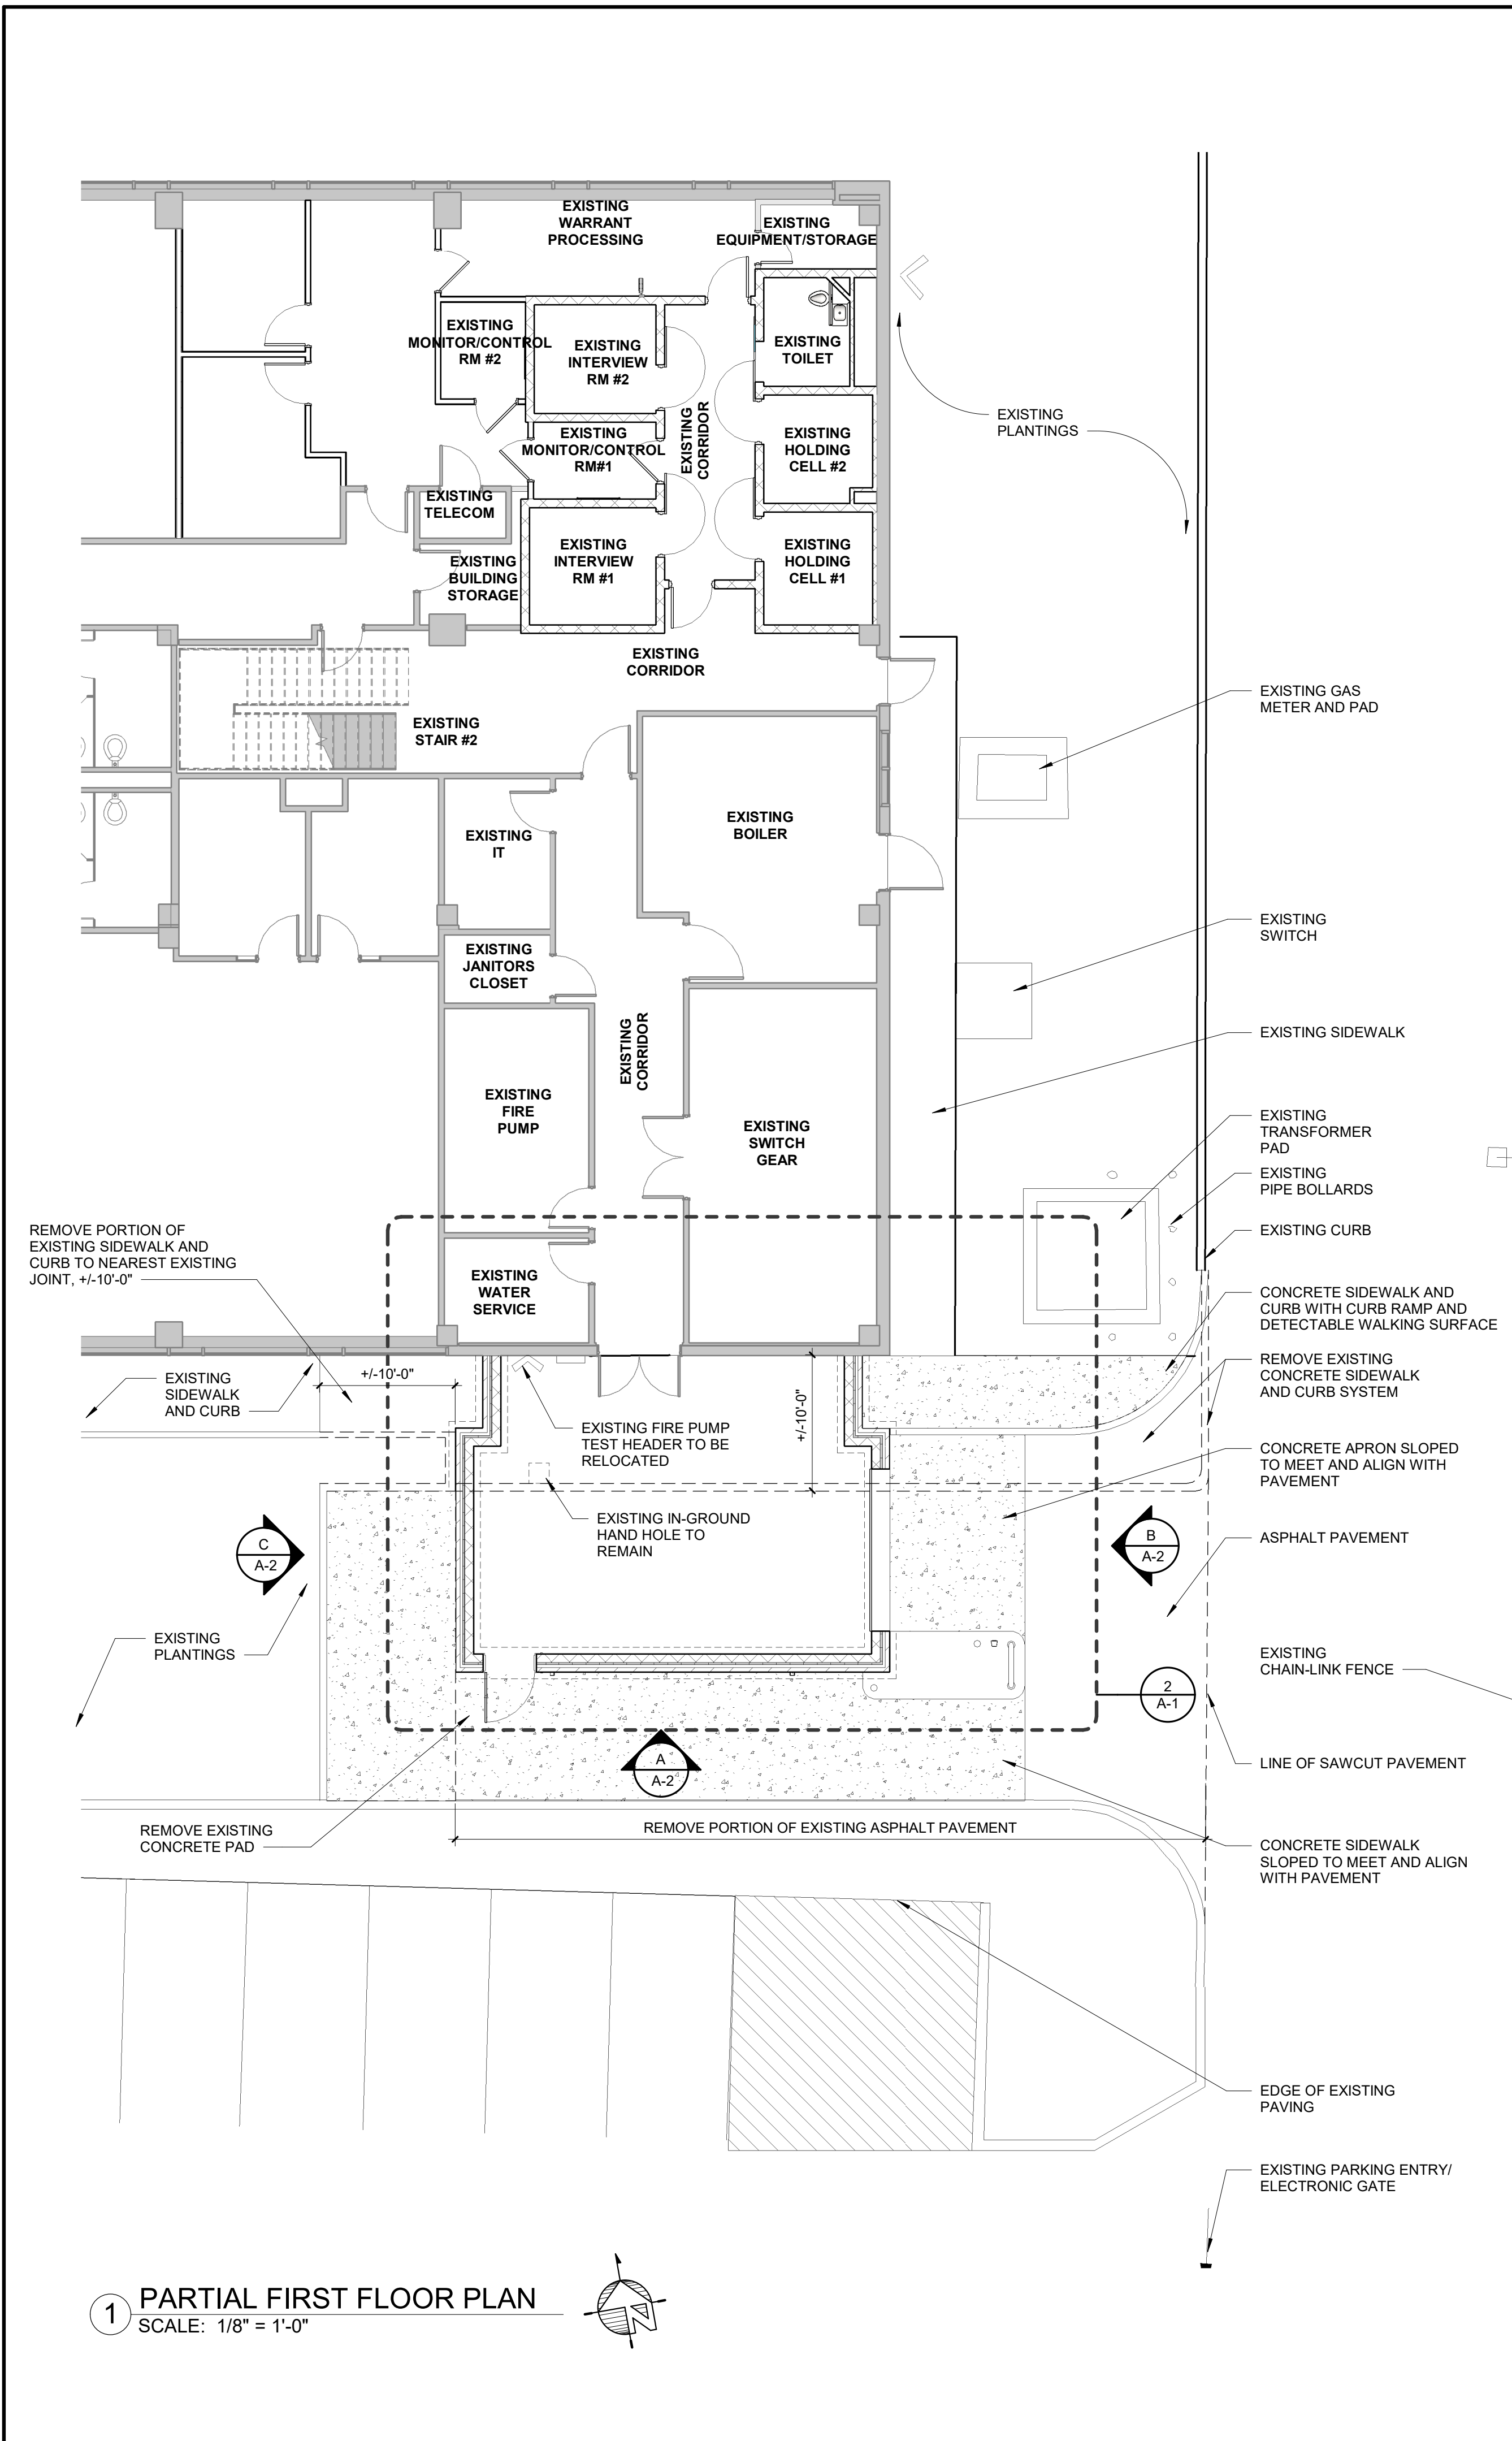 EXISTING
WARRANT
PROCESSING
EXISTING
EQUIPMENT/STORAGE
EXISTING
MONITOR/CONTROL
RM #2
EXISTING
INTERVIEW
RM #2
EXISTING
TOILET
EXISTING
CORRIDOR
EXISTING
PLANTINGS
EXISTING
MONITOR/CONTROL
RM#1
EXISTING
HOLDING
CELL #2
EXISTING
TELECOM
EXISTING
BUILDING
STORAGE
EXISTING
INTERVIEW
RM #1
EXISTING
HOLDING
CELL #1
EXISTING
CORRIDOR
EXISTING
STAIR #2
EXISTING GAS
METER AND PAD
EXISTING
IT
EXISTING
BOILER
EXISTING
SWITCH
EXISTING
JANITORS
CLOSET
EXISTING
CORRIDOR
EXISTING SIDEWALK
EXISTING
FIRE
PUMP
EXISTING
SWITCH
GEAR
EXISTING
TRANSFORMER
PAD
EXISTING
PIPE BOLLARDS
EXISTING CURB
REMOVE PORTION OF
EXISTING SIDEWALK AND
CURB TO NEAREST EXISTING
JOINT, +/-10'-0"
EXISTING
WATER
SERVICE
CONCRETE SIDEWALK AND
CURB WITH CURB RAMP AND
DETECTABLE WALKING SURFACE
REMOVE EXISTING
CONCRETE SIDEWALK
AND CURB SYSTEM
EXISTING
SIDEWALK
AND CURB
+/-10'-0"
+/-10'-0"
EXISTING FIRE PUMP
TEST HEADER TO BE
RELOCATED
CONCRETE APRON SLOPED
TO MEET AND ALIGN WITH
PAVEMENT
EXISTING IN-GROUND
HAND HOLE TO
REMAIN
C
A-2
B
A-2
ASPHALT PAVEMENT
EXISTING
PLANTINGS
EXISTING
CHAIN-LINK FENCE
2
A-1
A
A-2
LINE OF SAWCUT PAVEMENT
REMOVE EXISTING
CONCRETE PAD
REMOVE PORTION OF EXISTING ASPHALT PAVEMENT
CONCRETE SIDEWALK
SLOPED TO MEET AND ALIGN
WITH PAVEMENT
EDGE OF EXISTING
PAVING
EXISTING PARKING ENTRY/
ELECTRONIC GATE
1
PARTIAL FIRST FLOOR PLAN
SCALE: 1/8" = 1'-0"
N